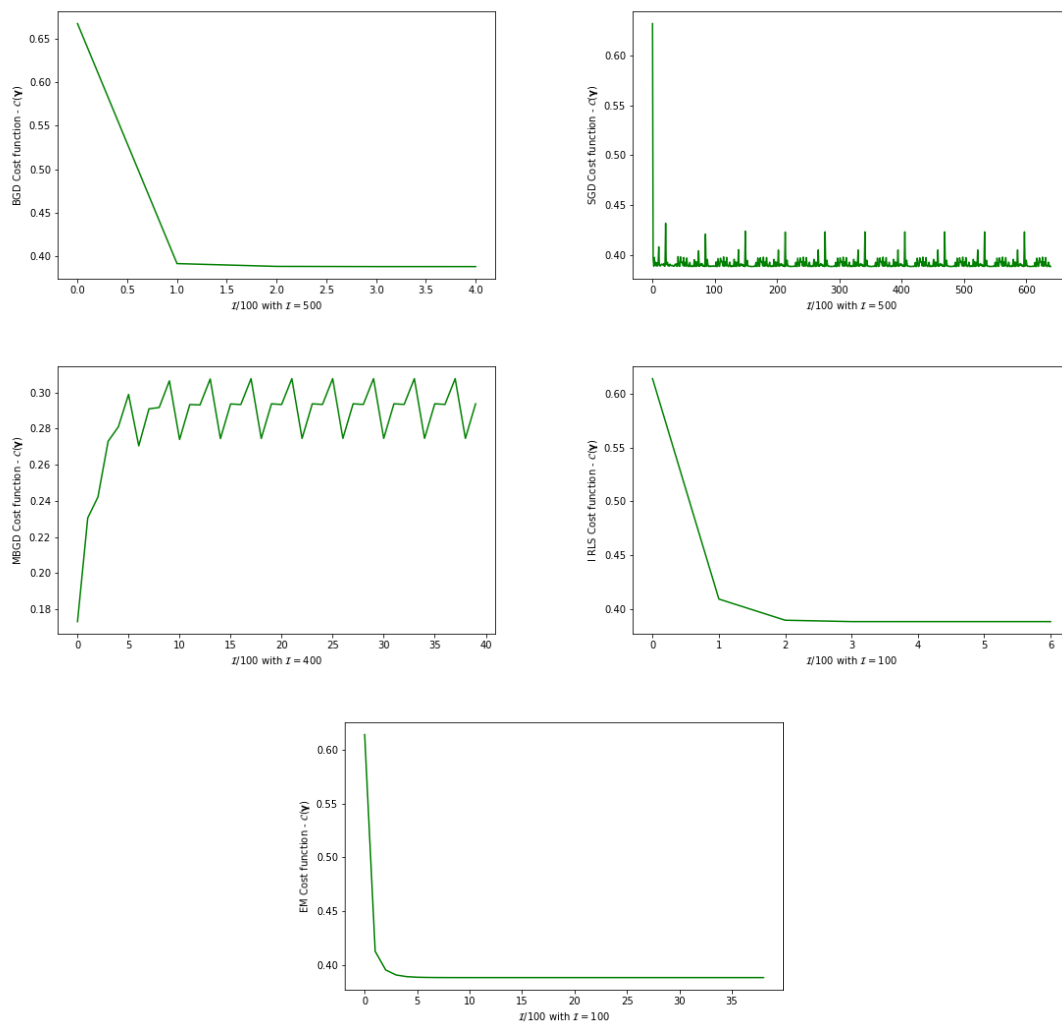 BGD Cost function - 𝒞(𝛄)
0.65
0.60
0.55
0.50
0.45
0.40
0.0 0.5 1.0 1.5 2.0 2.5 3.0 3.5 4.0
ℐ/100 with ℐ = 500
SGD Cost function - 𝒞(𝛄)
0.60
0.55
0.50
0.45
0.40
0 100 200 300 400 500 600
ℐ/100 with ℐ = 500
MBGD Cost function - 𝒞(𝛄)
0.30
0.28
0.26
0.24
0.22
0.20
0.18
0 5 10 15 20 25 30 35 40
ℐ/100 with ℐ = 400
I RLS Cost function - 𝒞(𝛄)
0.60
0.55
0.50
0.45
0.40
0 1 2 3 4 5 6
ℐ/100 with ℐ = 100
EM Cost function - 𝒞(𝛄)
0.60
0.55
0.50
0.45
0.40
0 5 10 15 20 25 30 35
ℐ/100 with ℐ = 100